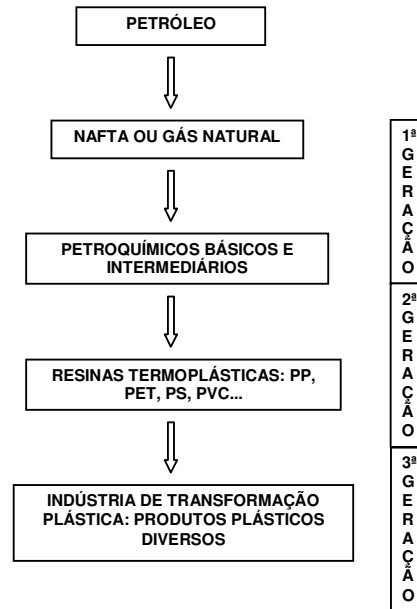 PETRÓLEO
NAFTA OU GÁS NATURAL
PETROQUÍMICOS BÁSICOS E
INTERMEDIÁRIOS
RESINAS TERMOPLÁSTICAS: PP,
PET, PS, PVC...
INDÚSTRIA DE TRANSFORMAÇÃO
PLÁSTICA: PRODUTOS PLÁSTICOS
DIVERSOS
1ª
G
E
R
A
Ç
Ã
O
2ª
G
E
R
A
Ç
Ã
O
3ª
G
E
R
A
Ç
Ã
O